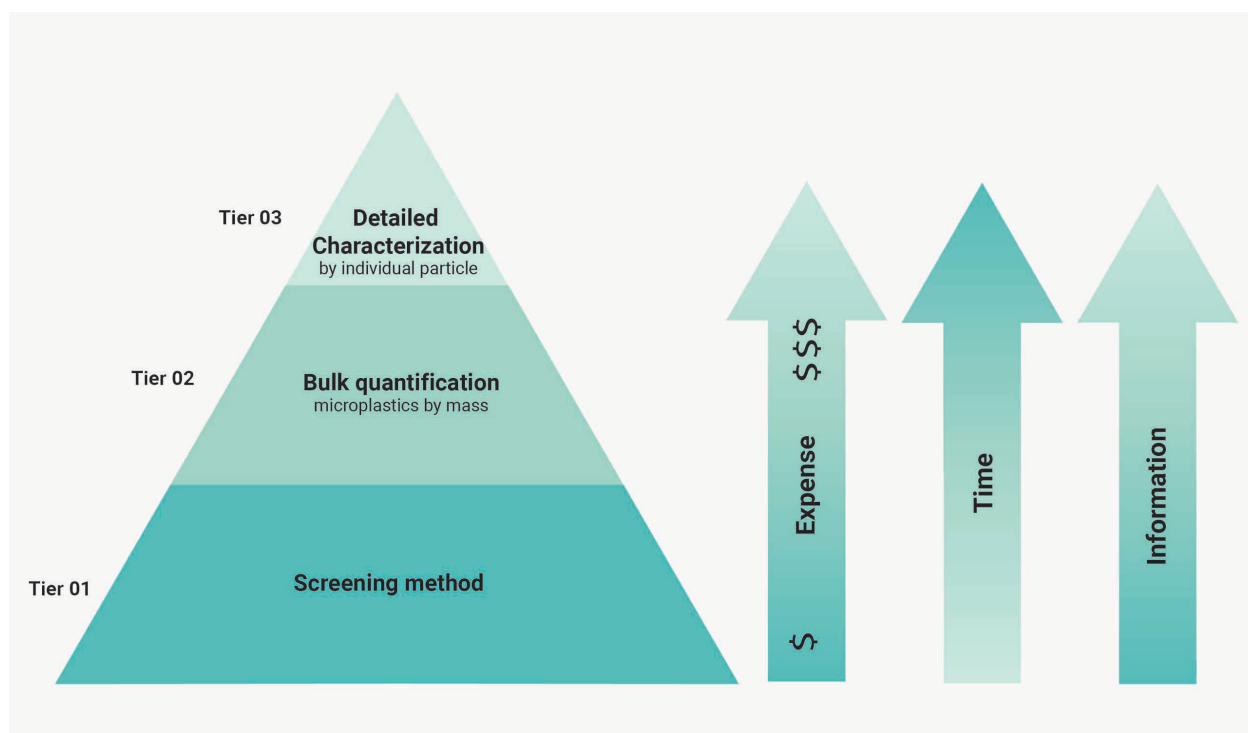 Tier 03
Detailed
Characterization
by individual particle
Tier 02
Bulk quantification
microplastics by mass
Tier 01
Screening method
$$$
Expense
$
Time
Information